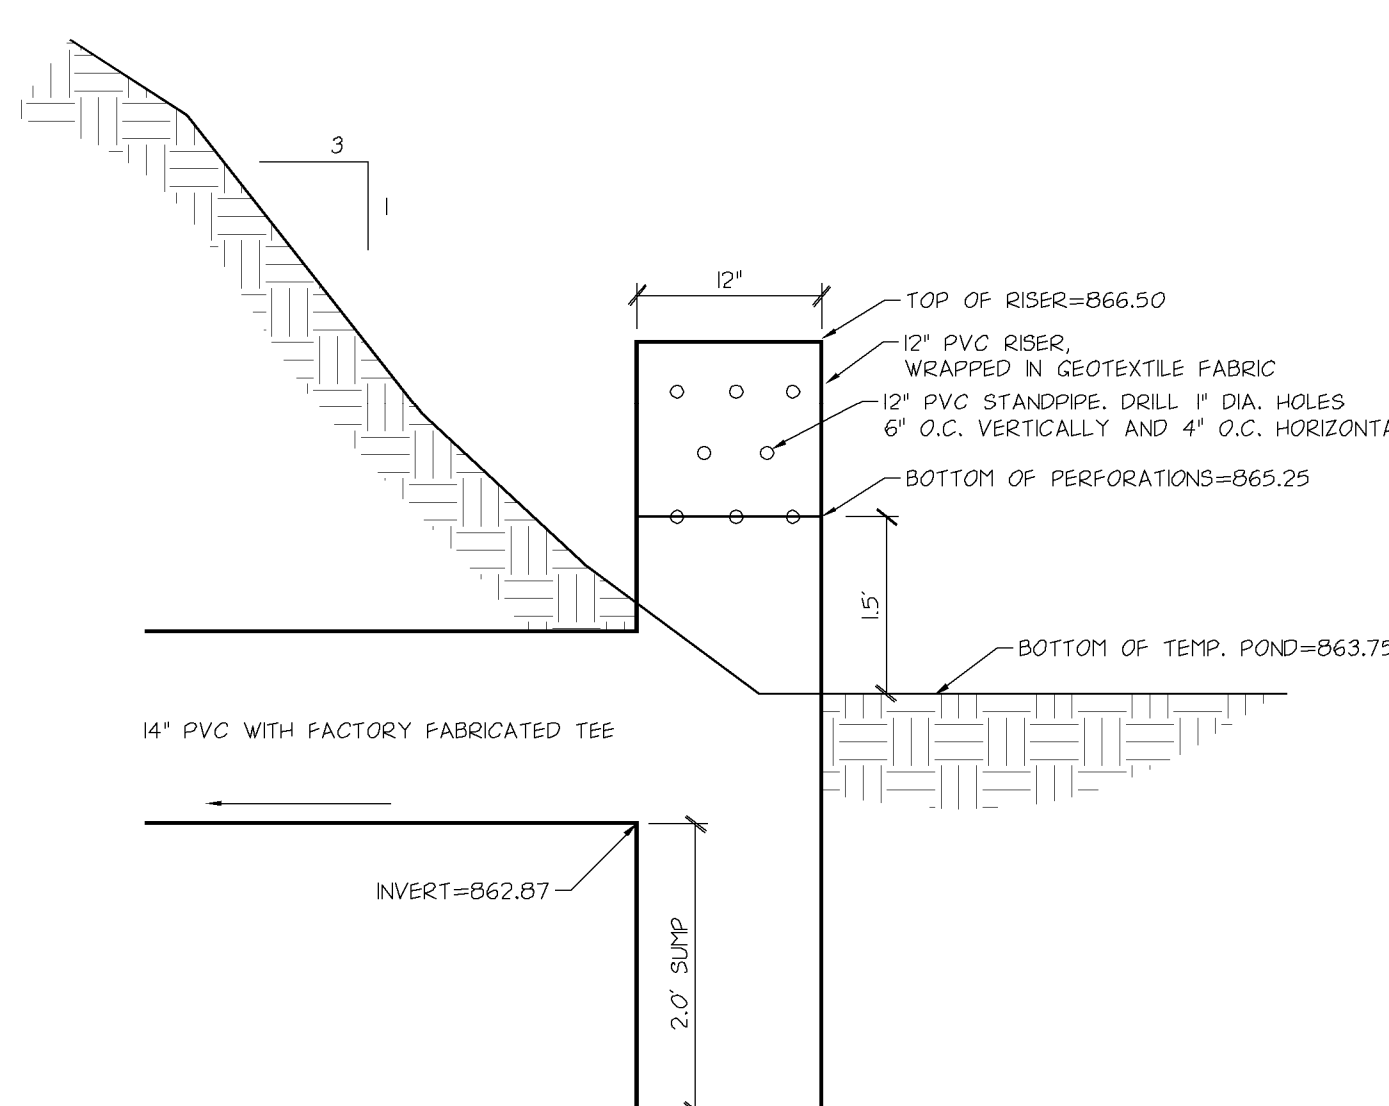 3
1
12"
TOP OF RISER=866.50
12" PVC RISER,
WRAPPED IN GEOTEXTILE FABRIC
12" PVC STANDPIPE. DRILL 1" DIA. HOLES
6" O.C. VERTICALLY AND 4" O.C. HORIZONTA
BOTTOM OF PERFORATIONS=865.25
1.5'
BOTTOM OF TEMP. POND=863.75
14" PVC WITH FACTORY FABRICATED TEE
INVERT=862.87
2.0' SUMP